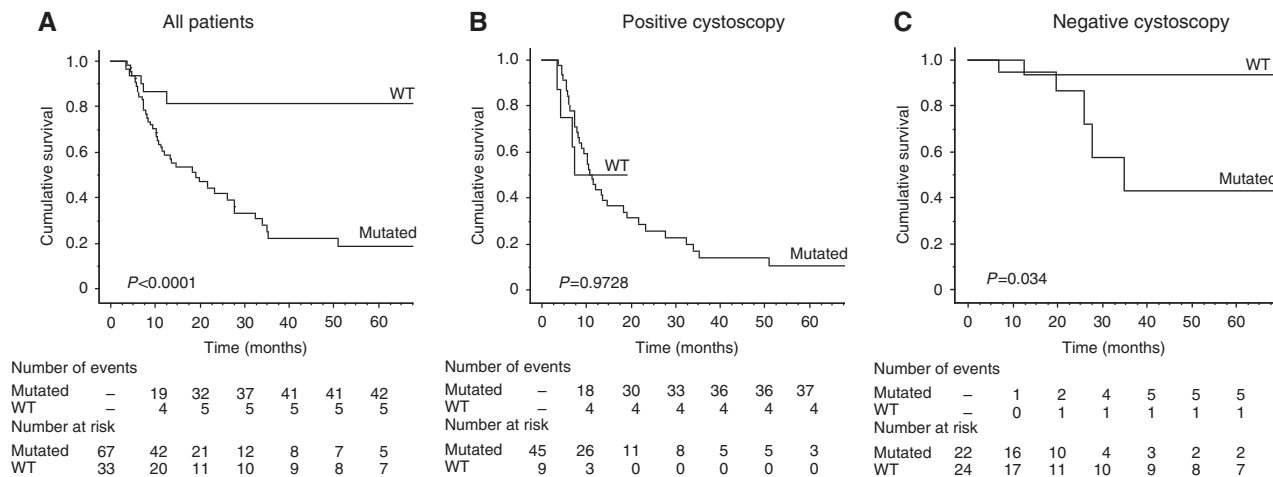 A All patients
1.0
0.8
0.6
0.4
0.2
0
Cumulative survival
WT
Mutated
P<0.0001
0 10 20 30 40 50 60
Time (months)
Number of events
Mutated – 19 32 37 41 41 42
WT – 4 5 5 5 5 5
Number at risk
Mutated 67 42 21 12 8 7 5
WT 33 20 11 10 9 8 7
B Positive cystoscopy
1.0
0.8
0.6
0.4
0.2
0
Cumulative survival
WT
Mutated
P=0.9728
0 10 20 30 40 50 60
Time (months)
Number of events
Mutated – 18 30 33 36 36 37
WT – 4 4 4 4 4 4
Number at risk
Mutated 45 26 11 8 5 5 3
WT 9 3 0 0 0 0 0
C Negative cystoscopy
1.0
0.8
0.6
0.4
0.2
0
Cumulative survival
WT
Mutated
P=0.034
0 10 20 30 40 50 60
Time (months)
Number of events
Mutated – 1 2 4 5 5 5
WT – 0 1 1 1 1 1
Number at risk
Mutated 22 16 10 4 3 2 2
WT 24 17 11 10 9 8 7